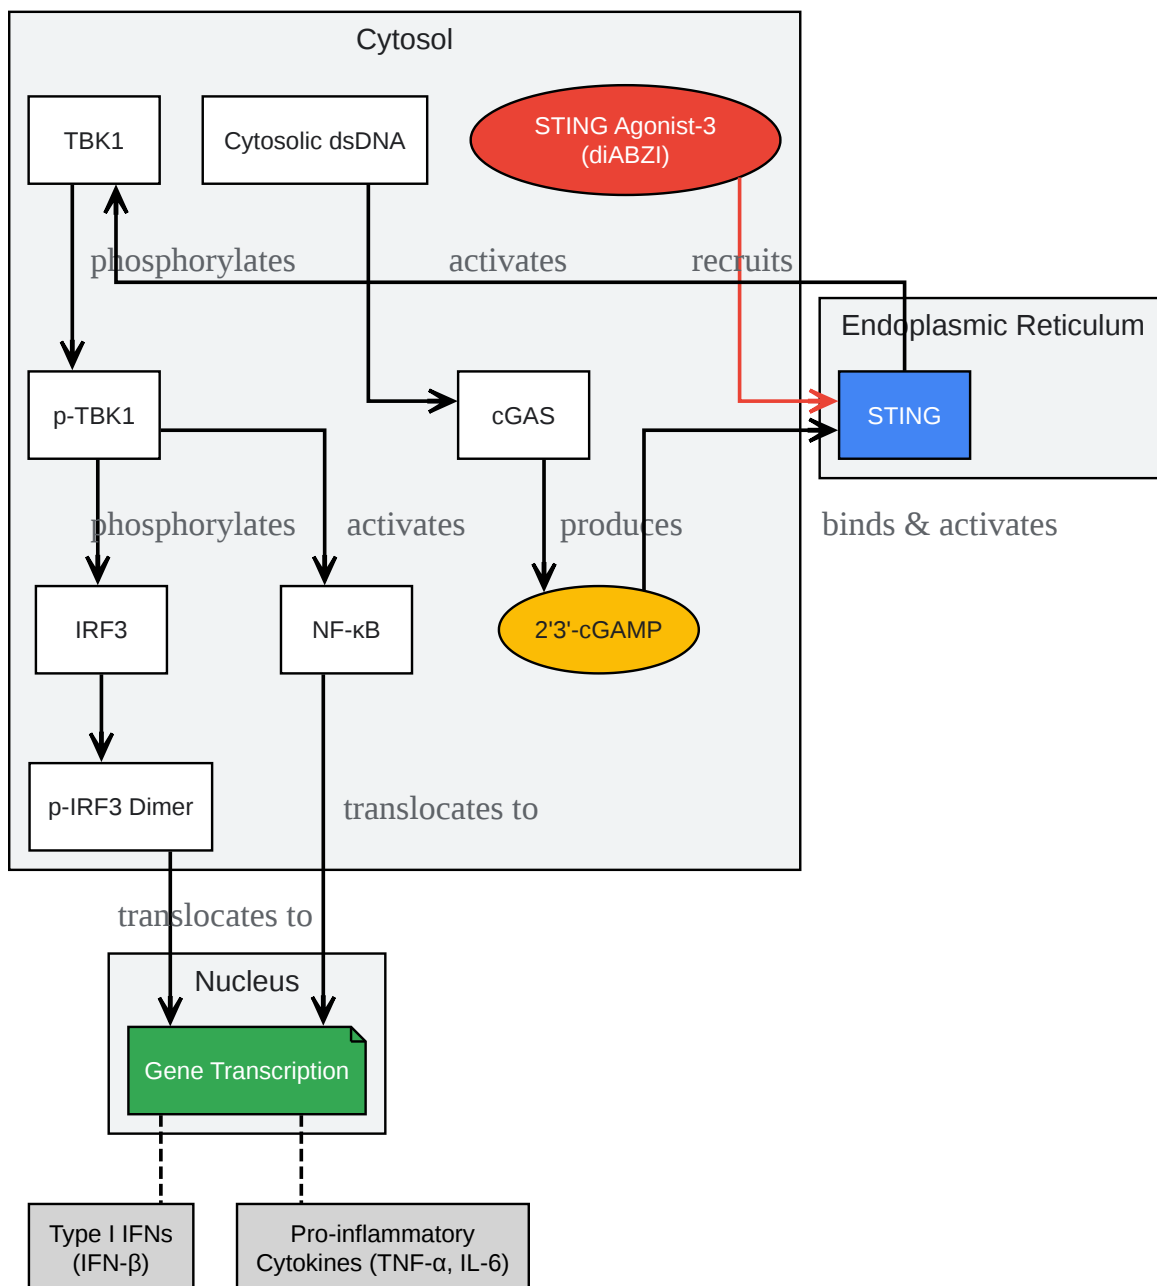 Cytosol
TBK1
Cytosolic dsDNA
STING Agonist-3
(diABZI)
phosphorylates
activates
recruits
Endoplasmic Reticulum
p-TBK1
cGAS
STING
phosphorylates
activates
produces
binds & activates
IRF3
NF-κB
2'3'-cGAMP
p-IRF3 Dimer
translocates to
translocates to
Nucleus
Gene Transcription
Type I IFNs
(IFN-β)
Pro-inflammatory
Cytokines (TNF-α, IL-6)